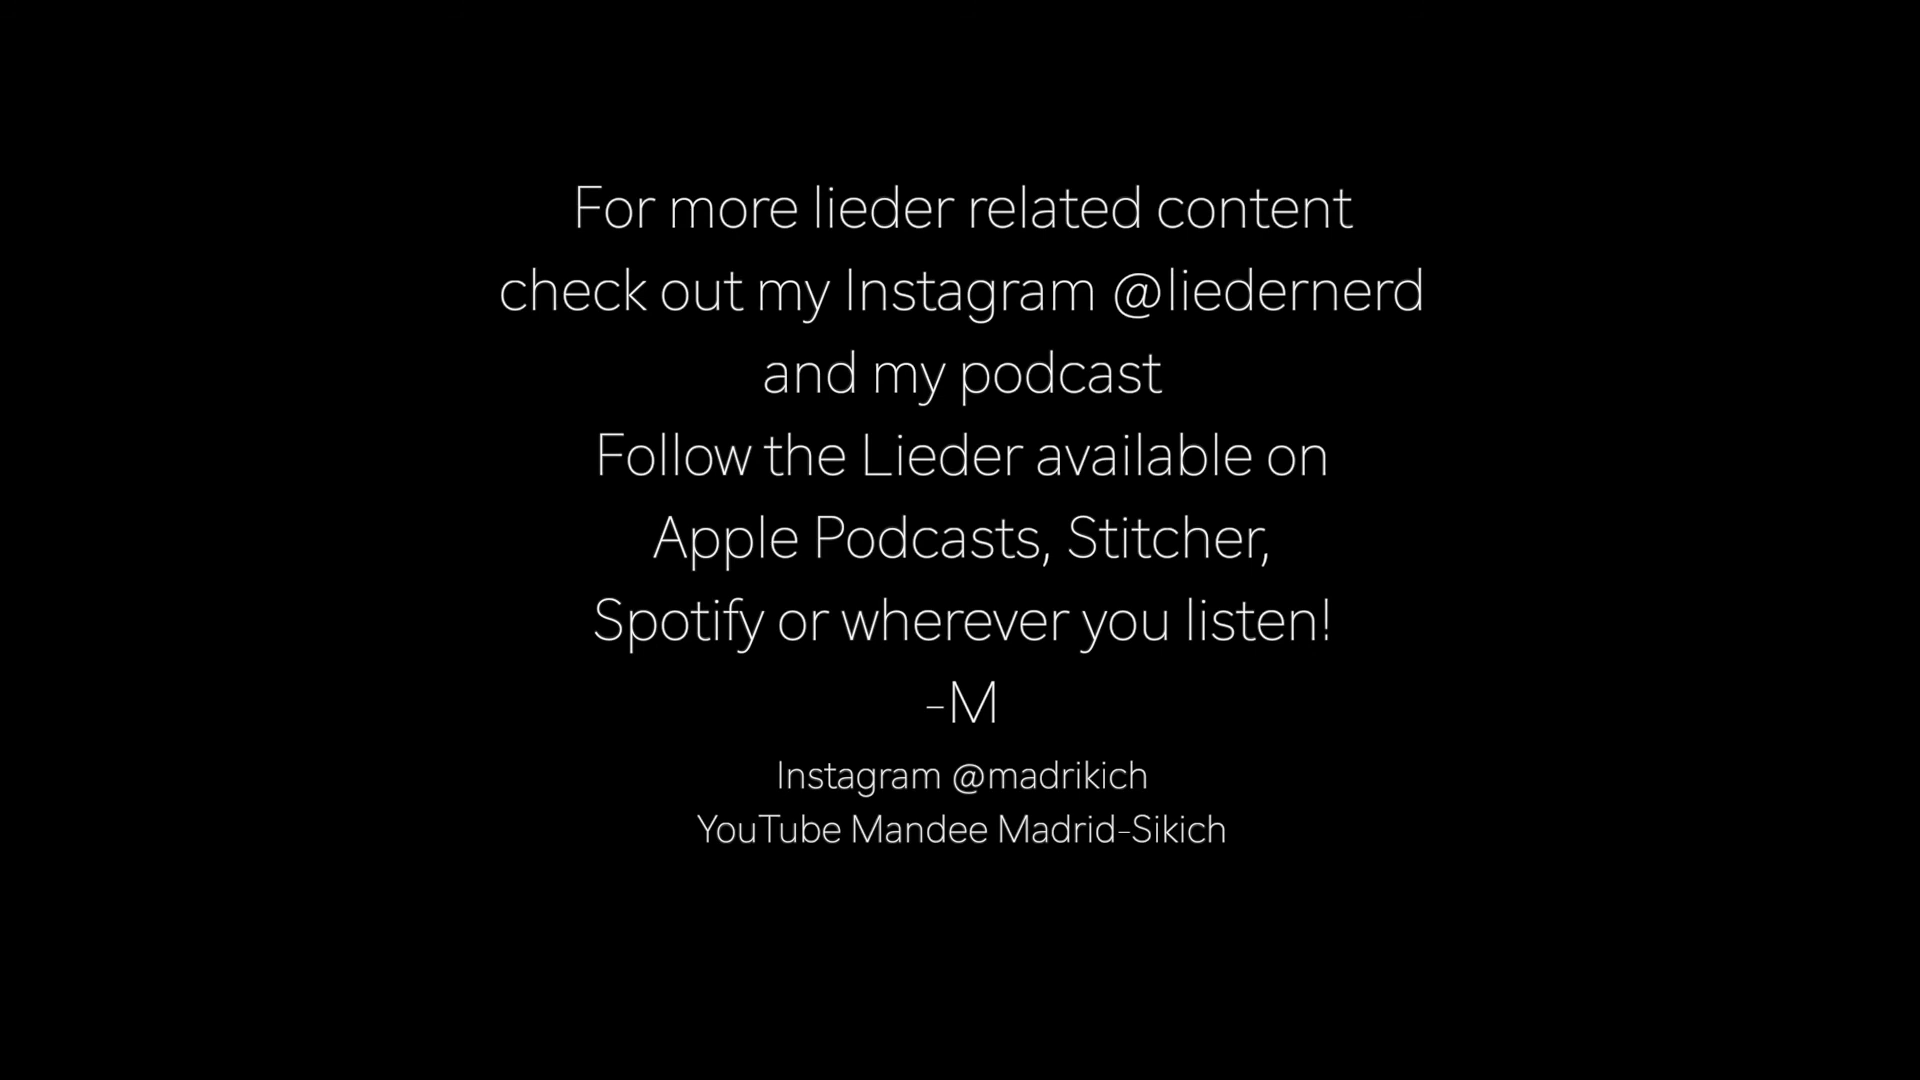 For more lieder related content
check out my Instagram @liedernerd
and my podcast
Follow the Lieder available on
Apple Podcasts, Stitcher,
Spotify or wherever you listen!
-M
Instagram @madrikich
YouTube Mandee Madrid-Sikich